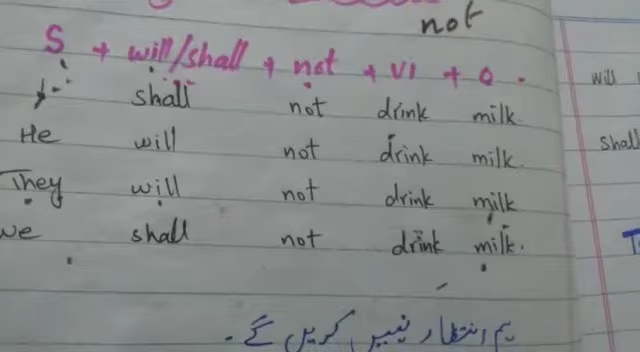 not
S + will/shall + not + V1 + O.
I shall not drink milk
He will not drink milk.
They will not drink milk
we shall not drink milk.
ہم انتظار نہیں کریں گے۔
will
shall